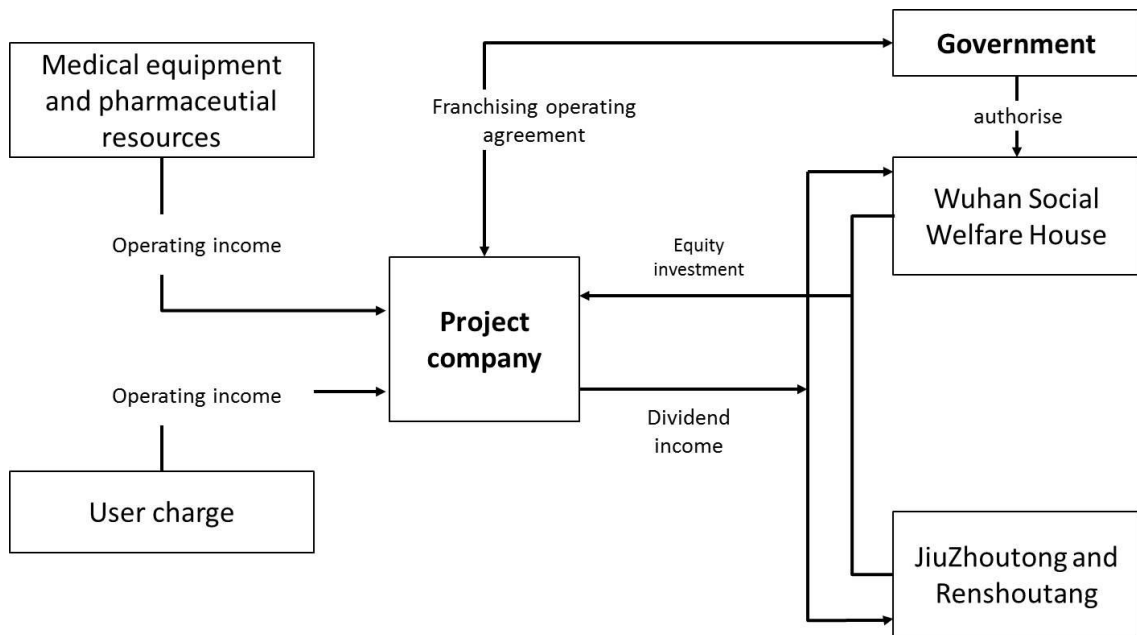 Medical equipment
and pharmaceutial
resources
Franchising operating
agreement
Government
authorise
Wuhan Social
Welfare House
Operating income
Equity
investment
Project
company
Operating income
Dividend
income
User charge
JiuZhoutong and
Renshoutang